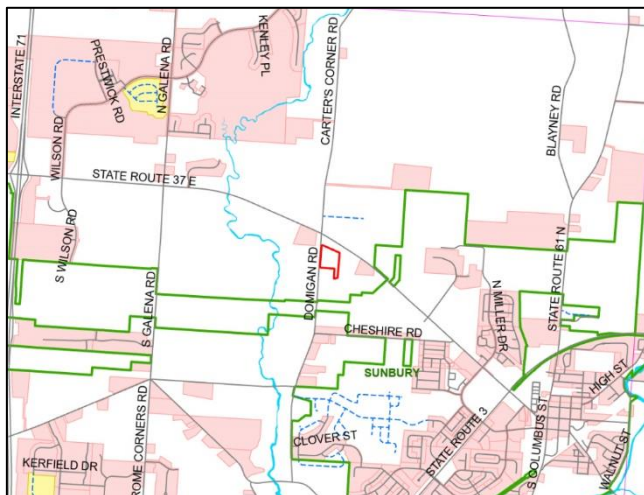 INTERSTATE 71
PRESTWICK RD
N GALENA RD
KENLEY PL
CARTER'S CORNER RD
BLAYNEY RD
WILSON RD
STATE ROUTE 37 E
S WILSON RD
S GALENA RD
DOMIGAN RD
CHESHIRE RD
N MILLER DR
STATE ROUTE 61 N
SUNBURY
HIGH ST
ROME CORNERS RD
CLOVER ST
STATE ROUTE 3
S COLUMBUS ST
WALNUT ST
KERFIELD DR